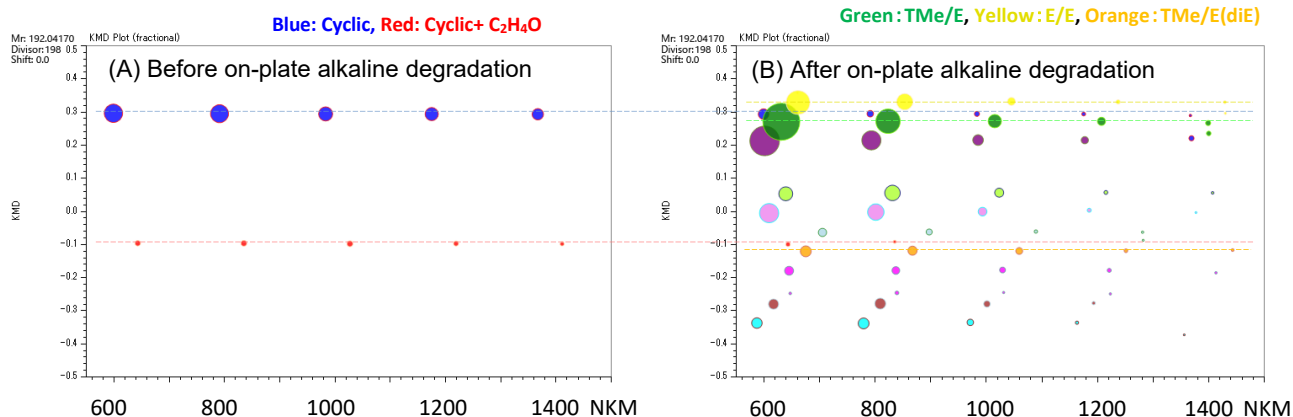 Blue: Cyclic, Red: Cyclic+ C₂H₄O
Mr: 192.04170 KMD Plot (fractional)
Divisor:198
Shift: 0.0
(A) Before on-plate alkaline degradation
0.5
0.4
0.3
0.2
0.1
0.0
−0.1
−0.2
−0.3
−0.4
−0.5
KMD
600 800 1000 1200 1400 NKM
Green:TMe/E, Yellow:E/E, Orange:TMe/E(diE)
Mr: 192.04170 KMD Plot (fractional)
Divisor:198
Shift: 0.0
(B) After on-plate alkaline degradation
0.5
0.4
0.3
0.2
0.1
0.0
−0.1
−0.2
−0.3
−0.4
−0.5
KMD
600 800 1000 1200 1400 NKM